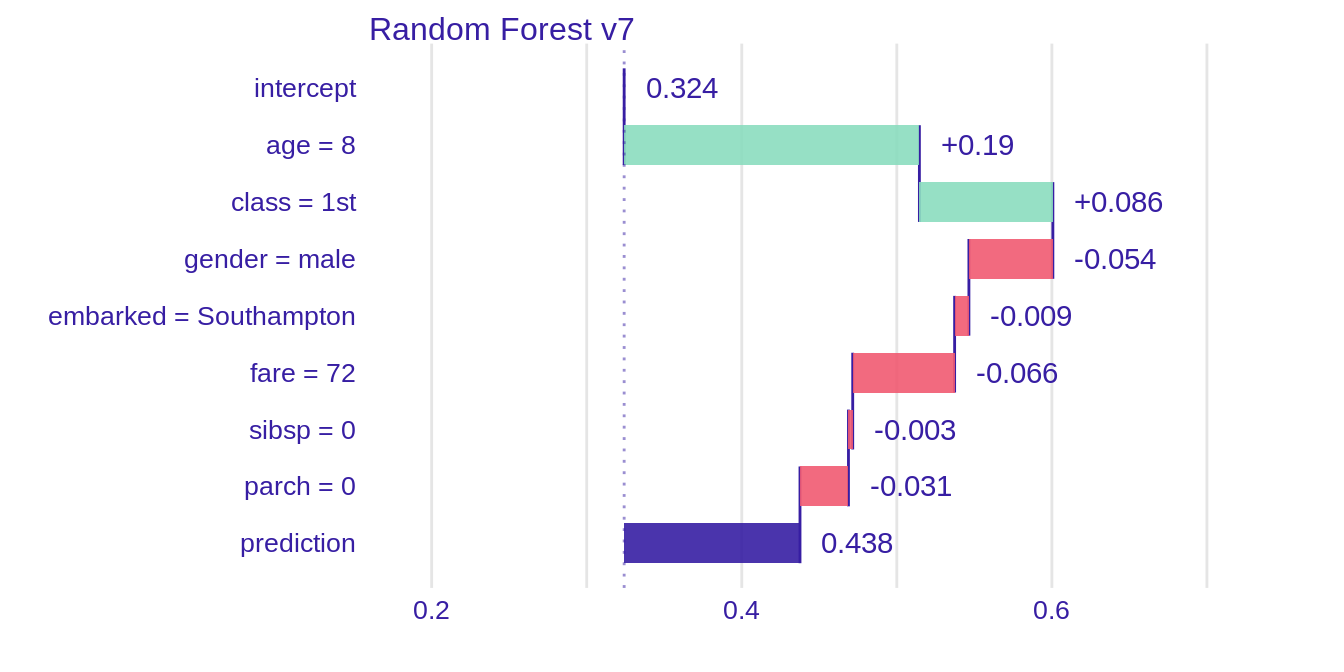 Random Forest v7
intercept 0.324
age = 8 +0.19
class = 1st +0.086
gender = male -0.054
embarked = Southampton -0.009
fare = 72 -0.066
sibsp = 0 -0.003
parch = 0 -0.031
prediction 0.438
0.2 0.4 0.6